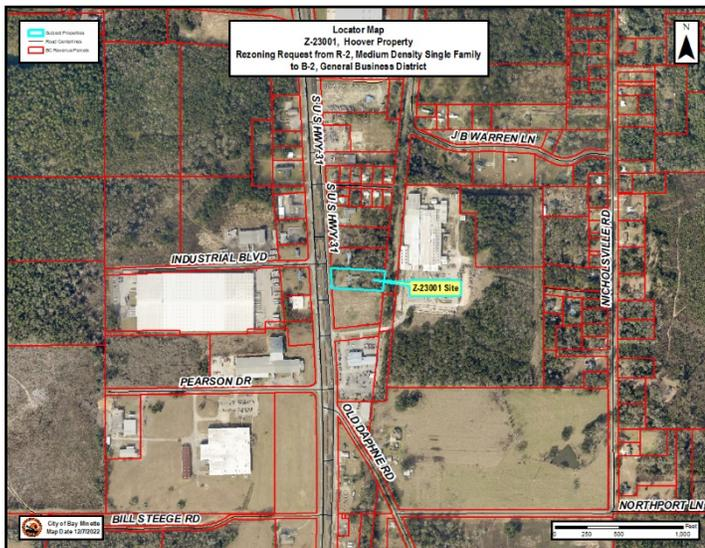 Subject Properties
Road Centerlines
BC Revenue Parcels
Locator Map
Z-23001, Hoover Property
Rezoning Request from R-2, Medium Density Single Family
to B-2, General Business District
N
S US HWY 31
J B WARREN LN
S US HWY 31
NICHOLSVILLE RD
INDUSTRIAL BLVD
Z-23001 Site
PEARSON DR
OLD DAPHNE RD
BILL STEEGE RD
NORTHPORT LN
City of Bay Minette
Map Date 12/7/2022
Feet
0 250 500 1,000